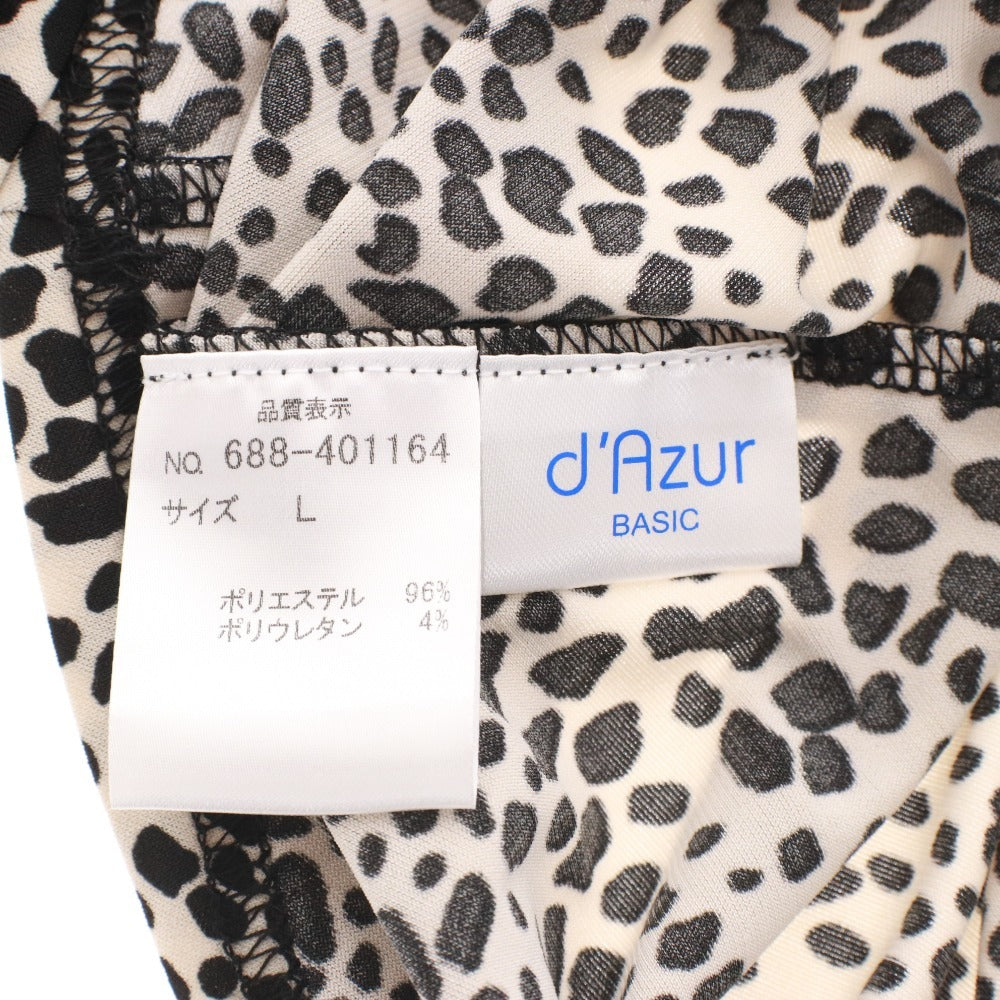 品質表示
NO. 688-401164
サイズ L
ポリエステル 96%
ポリウレタン 4%
d'Azur
BASIC